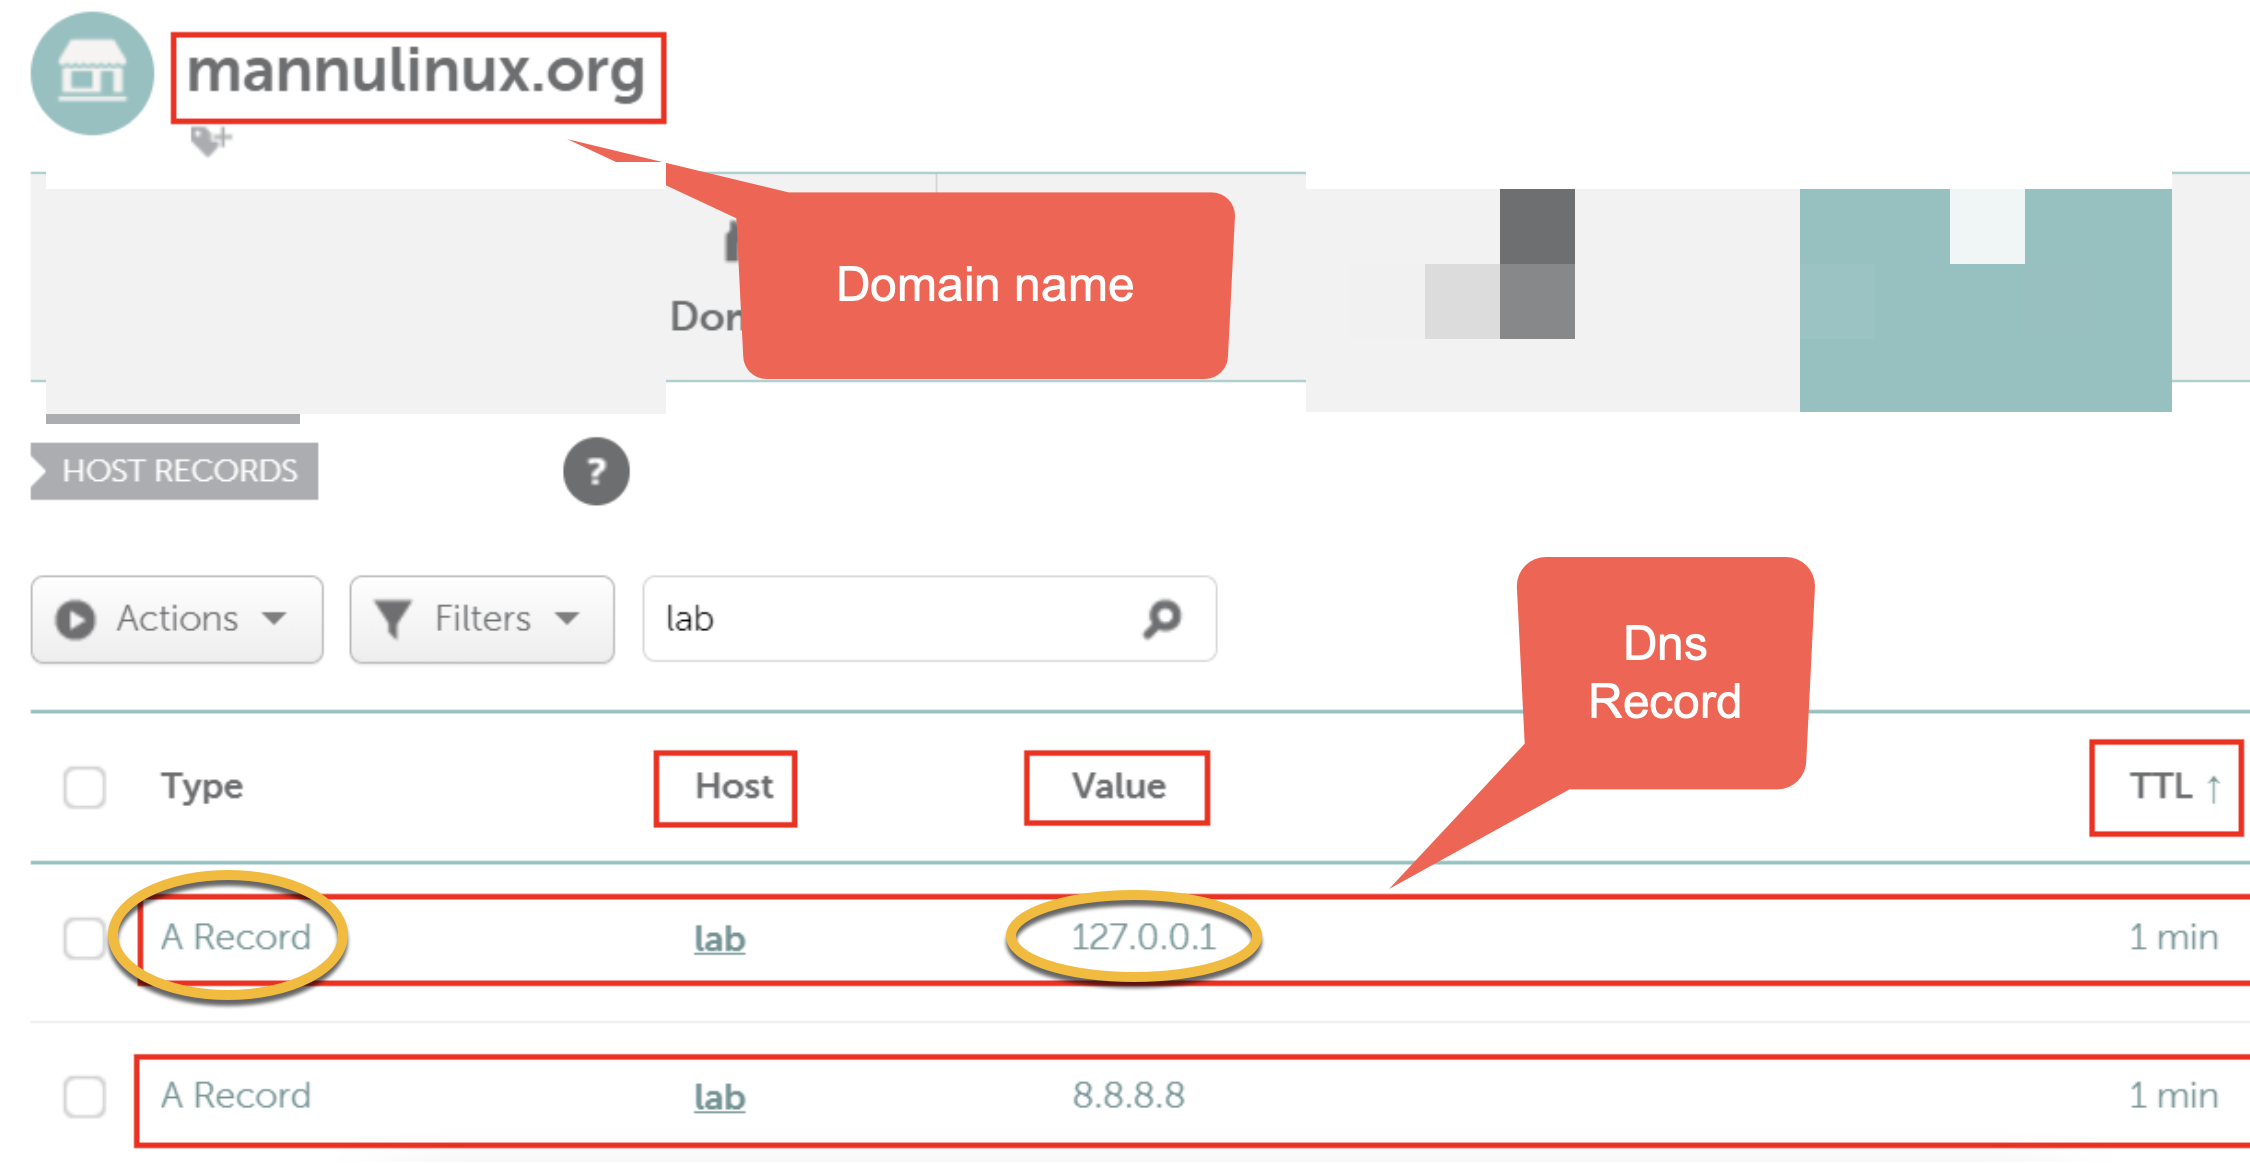 mannulinux.org
Domain name
HOST RECORDS
?
Actions
Filters
lab
Dns
Record
Type
Host
Value
TTL ↑
A Record
lab
127.0.0.1
1 min
A Record
lab
8.8.8.8
1 min